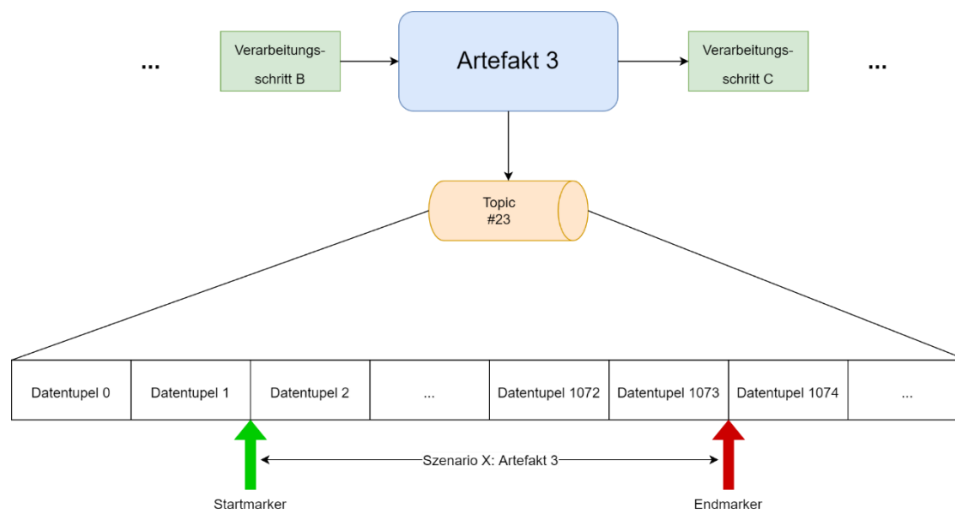 ...
Verarbeitungs-
schritt B
Artefakt 3
Verarbeitungs-
schritt C
...
Topic
#23
Datentupel 0
Datentupel 1
Datentupel 2
...
Datentupel 1072
Datentupel 1073
Datentupel 1074
...
Szenario X: Artefakt 3
Startmarker
Endmarker